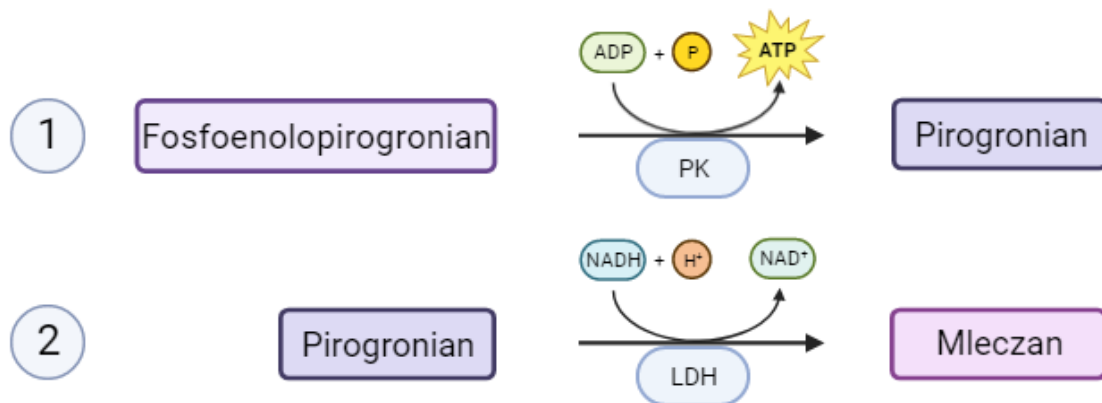 ADP + P ATP
1 Fosfoenolopirogronian Pirogronian
PK
NADH + H⁺ NAD⁺
2 Pirogronian Mleczan
LDH